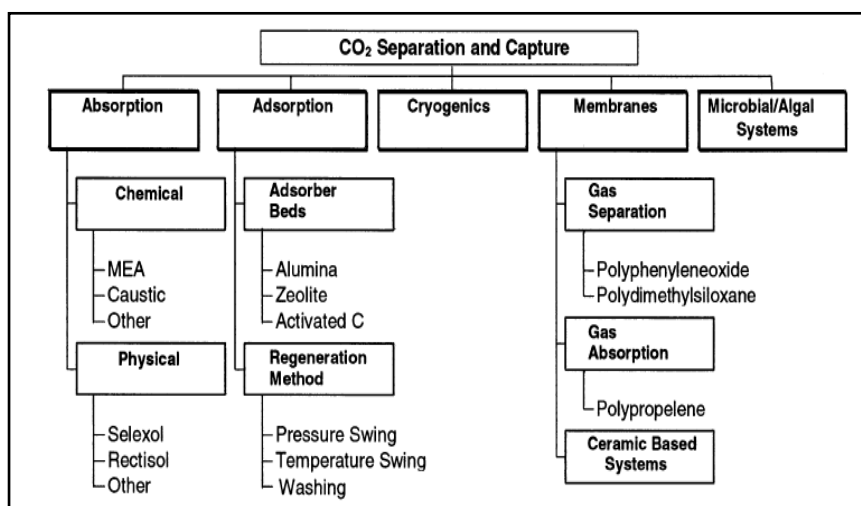 CO₂ Separation and Capture
Absorption
Adsorption
Cryogenics
Membranes
Microbial/Algal
Systems
Chemical
MEA
Caustic
Other
Physical
Selexol
Rectisol
Other
Adsorber
Beds
Alumina
Zeolite
Activated C
Regeneration
Method
Pressure Swing
Temperature Swing
Washing
Gas
Separation
Polyphenyleneoxide
Polydimethylsiloxane
Gas
Absorption
Polypropelene
Ceramic Based
Systems